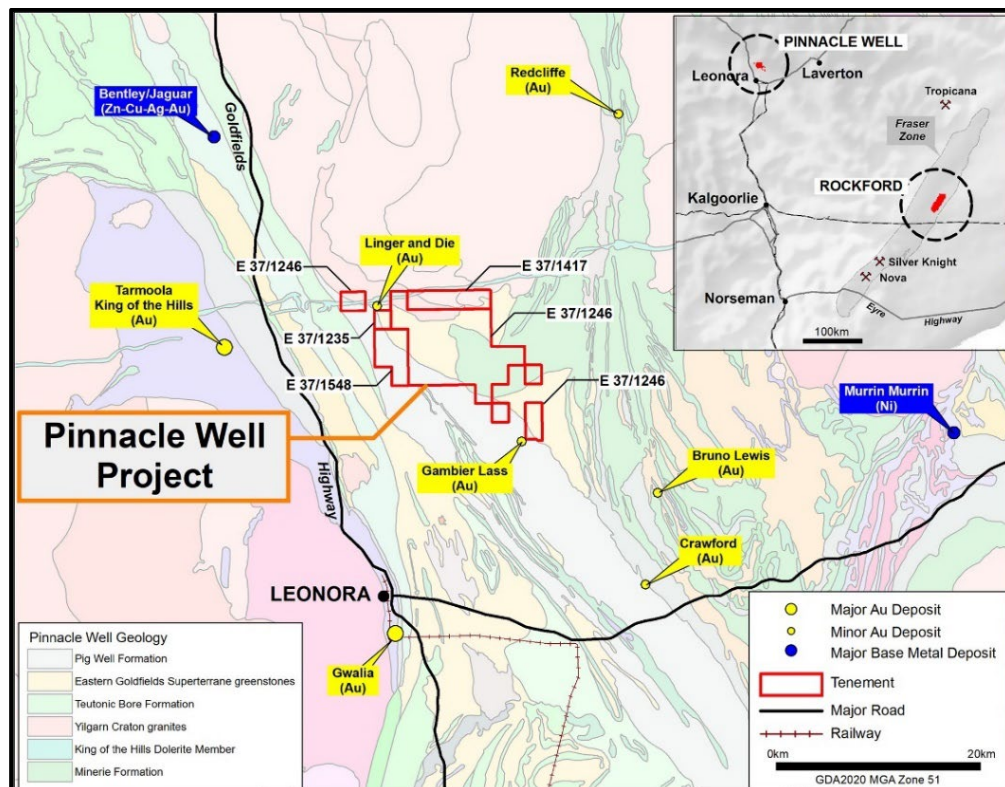 Bentley/Jaguar
(Zn-Cu-Ag-Au)
Goldfields
Redcliffe
(Au)
Linger and Die
(Au)
E 37/1246
E 37/1417
Tarmoola
King of the Hills
(Au)
E 37/1235
E 37/1246
E 37/1548
E 37/1246
Murrin Murrin
(Ni)
Pinnacle Well
Project
Highway
Gambier Lass
(Au)
Bruno Lewis
(Au)
Crawford
(Au)
LEONORA
Gwalia
(Au)
PINNACLE WELL
Leonora
Laverton
Tropicana
Fraser
Zone
ROCKFORD
Kalgoorlie
Silver Knight
Nova
Norseman
Eyre
Highway
100km
Pinnacle Well Geology
Pig Well Formation
Eastern Goldfields Superterrane greenstones
Teutonic Bore Formation
Yilgarn Craton granites
King of the Hills Dolerite Member
Minerie Formation
Major Au Deposit
Minor Au Deposit
Major Base Metal Deposit
Tenement
Major Road
Railway
0km 20km
GDA2020 MGA Zone 51